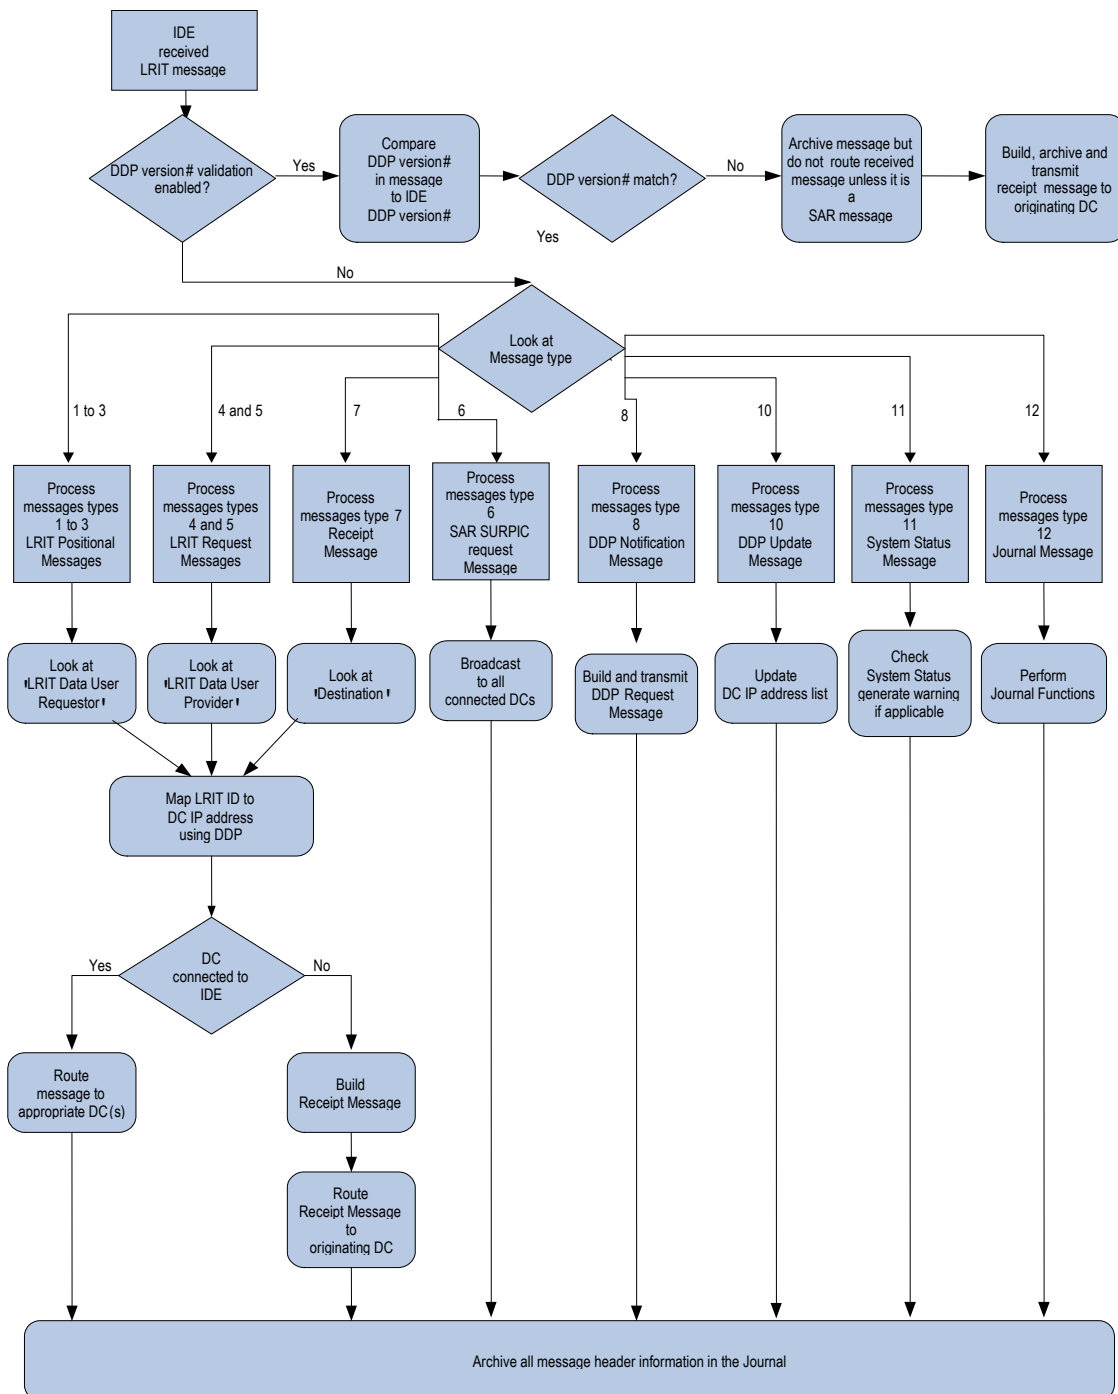 IDE
received
LRIT message
DDP version# validation
enabled?
Yes
Compare
DDP version#
in message
to IDE
DDP version#
DDP version# match?
No
Archive message but
do not route received
message unless it is
a
SAR message
Build, archive and
transmit
receipt message to
originating DC
Yes
No
Look at
Message type
1 to 3
4 and 5
7
6
8
10
11
12
Process
messages types
1 to 3
LRIT Positional
Messages
Process
messages types
4 and 5
LRIT Request
Messages
Process
messages type 7
Receipt
Message
Process
messages type
6
SAR SURPIC
request
Message
Process
messages type
8
DDP Notification
Message
Process
messages type
10
DDP Update
Message
Process
messages type
11
System Status
Message
Process
messages type
12
Journal Message
Look at
'LRIT Data User
Requestor'
Look at
'LRIT Data User
Provider'
Look at
'Destination'
Broadcast
to all
connected DCs
Build and transmit
DDP Request
Message
Update
DC IP address list
Check
System Status
generate warning
if applicable
Perform
Journal Functions
Map LRIT ID to
DC IP address
using DDP
DC
connected to
IDE
Yes
No
Route
message to
appropriate DC(s)
Build
Receipt Message
Route
Receipt Message
to
originating DC
Archive all message header information in the Journal